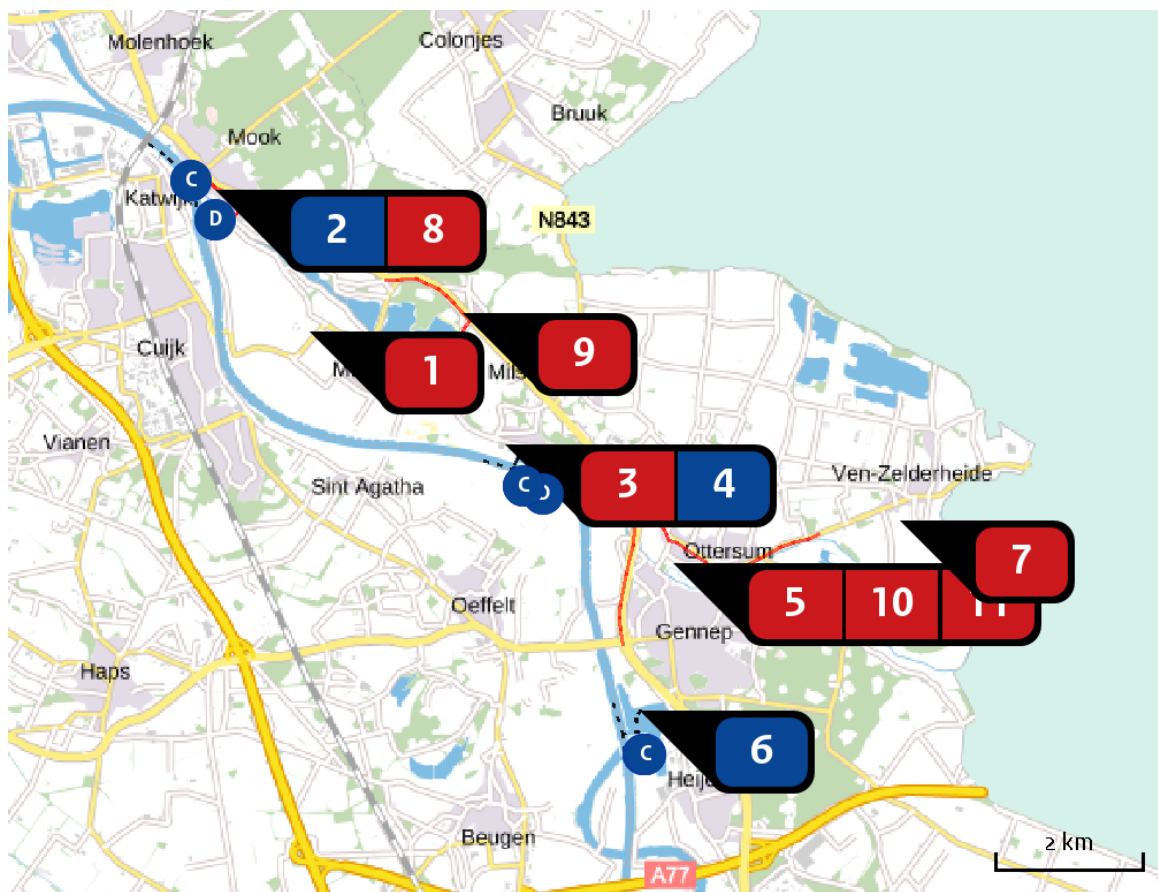 Molenhoek
Colonjes
Bruuk
Mook
C
Katwijk
D
N843
2 8
Cuijk
9
1
Vianen
Sint Agatha
C
3 4
Ven-Zelderheide
Ottersum
7
Oeffelt
5 10 11
Gennep
Haps
C
6
Beugen
2 km
A77